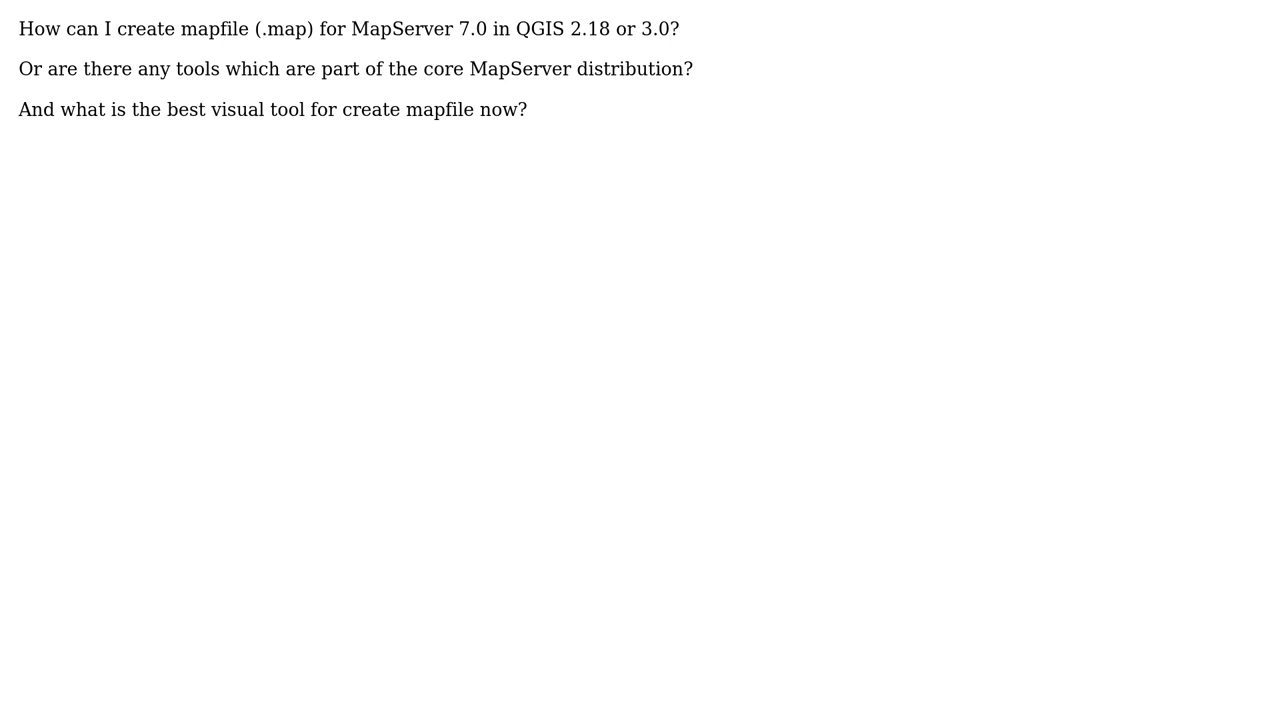 How can I create mapfile (.map) for MapServer 7.0 in QGIS 2.18 or 3.0?
Or are there any tools which are part of the core MapServer distribution?
And what is the best visual tool for create mapfile now?